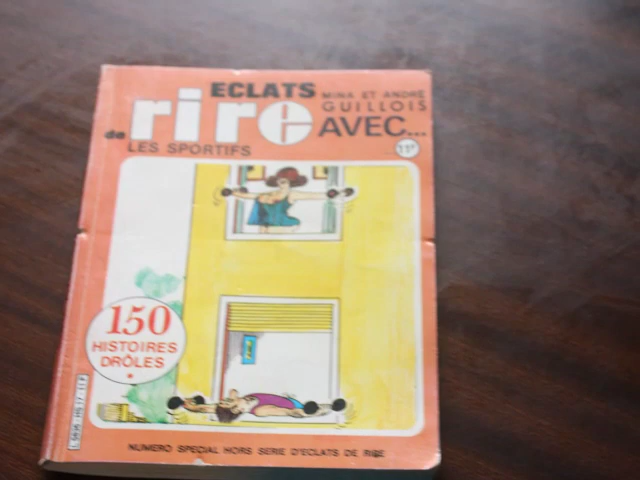 ECLATS
de rire
MINA ET ANDRÉ
GUILLOIS
AVEC...
LES SPORTIFS
11F
150
HISTOIRES
DRÔLES
NUMERO SPECIAL HORS SERIE D'ECLATS DE RIRE